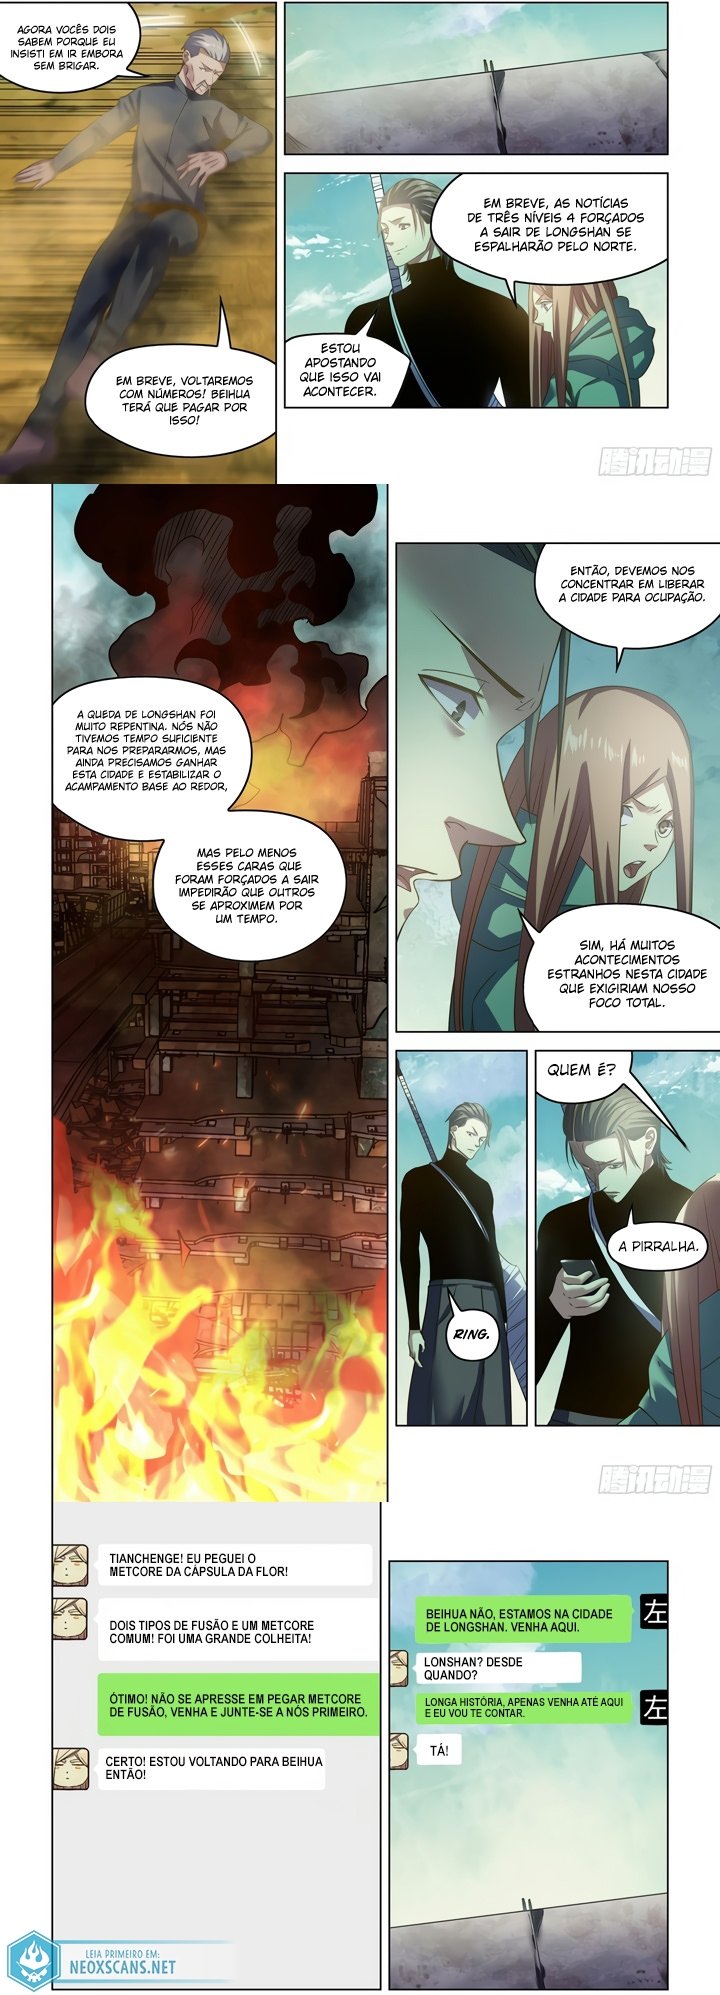 AGORA VOCÊS DOIS
SABEM PORQUE EU
INSISTI EM IR EMBORA
SEM BRIGAR.
EM BREVE, VOLTAREMOS
COM NÚMEROS! BEIHUA
TERÁ QUE PAGAR POR
ISSO!
EM BREVE, AS NOTÍCIAS
DE TRÊS NÍVEIS 4 FORÇADOS
A SAIR DE LONGSHAN SE
ESPALHARÃO PELO NORTE.
ESTOU
APOSTANDO
QUE ISSO VAI
ACONTECER.
腾讯动漫
A QUEDA DE LONGSHAN FOI
MUITO REPENTINA. NÓS NÃO
TIVEMOS TEMPO SUFICIENTE
PARA NOS PREPARARMOS, MAS
AINDA PRECISAMOS GANHAR
ESTA CIDADE E ESTABILIZAR O
ACAMPAMENTO BASE AO REDOR,
MAS PELO MENOS
ESSES CARAS QUE
FORAM FORÇADOS A SAIR
IMPEDIRÃO QUE OUTROS
SE APROXIMEM POR
UM TEMPO.
ENTÃO, DEVEMOS NOS
CONCENTRAR EM LIBERAR
A CIDADE PARA OCUPAÇÃO.
SIM, HÁ MUITOS
ACONTECIMENTOS
ESTRANHOS NESTA CIDADE
QUE EXIGIRIAM NOSSO
FOCO TOTAL.
RING.
QUEM É?
A PIRRALHA.
腾讯动漫
TIANCHENGE! EU PEGUEI O
METCORE DA CÁPSULA DA FLOR!
DOIS TIPOS DE FUSÃO E UM METCORE
COMUM! FOI UMA GRANDE COLHEITA!
ÓTIMO! NÃO SE APRESSE EM PEGAR METCORE
DE FUSÃO, VENHA E JUNTE-SE A NÓS PRIMEIRO.
CERTO! ESTOU VOLTANDO PARA BEIHUA
ENTÃO!
BEIHUA NÃO, ESTAMOS NA CIDADE
DE LONGSHAN. VENHA AQUI.
左
LONSHAN? DESDE
QUANDO?
LONGA HISTÓRIA, APENAS VENHA ATÉ AQUI
E EU VOU TE CONTAR.
左
TÁ!
LEIA PRIMEIRO EM:
NEOXSCANS.NET